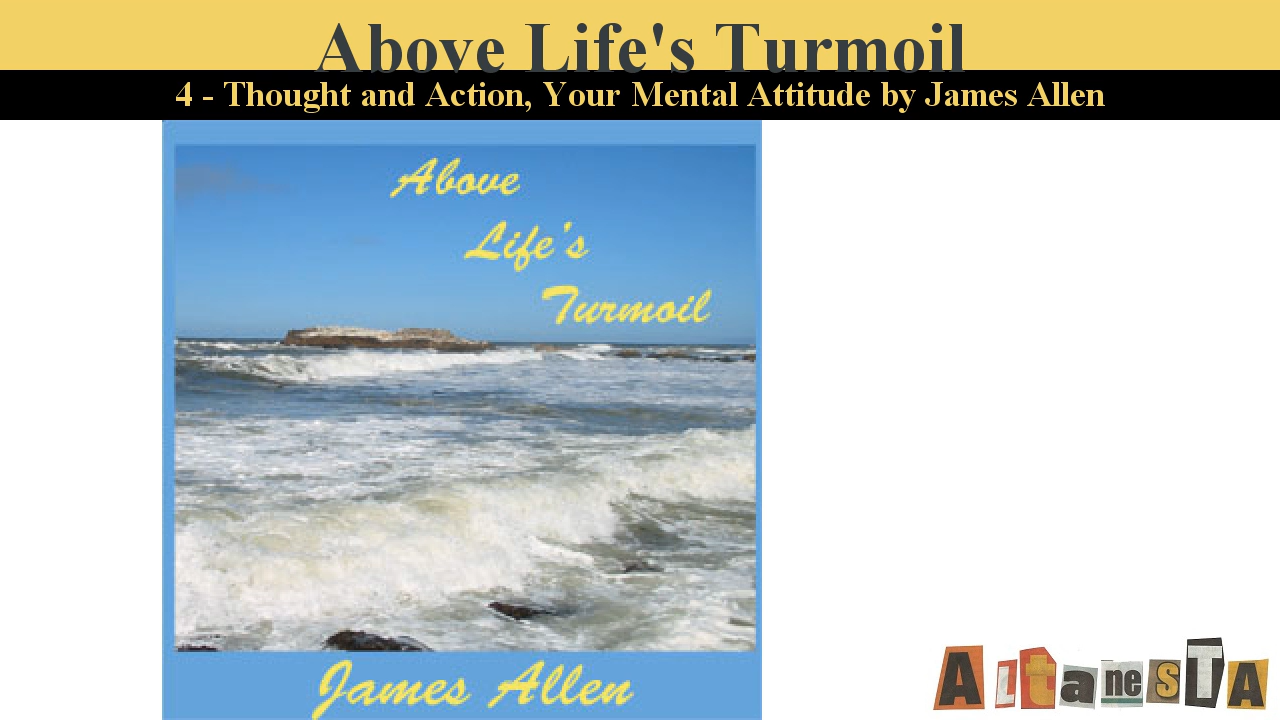 Above Life's Turmoil
4 - Thought and Action, Your Mental Attitude by James Allen
Above
Life's
Turmoil
James Allen
AltanesTA